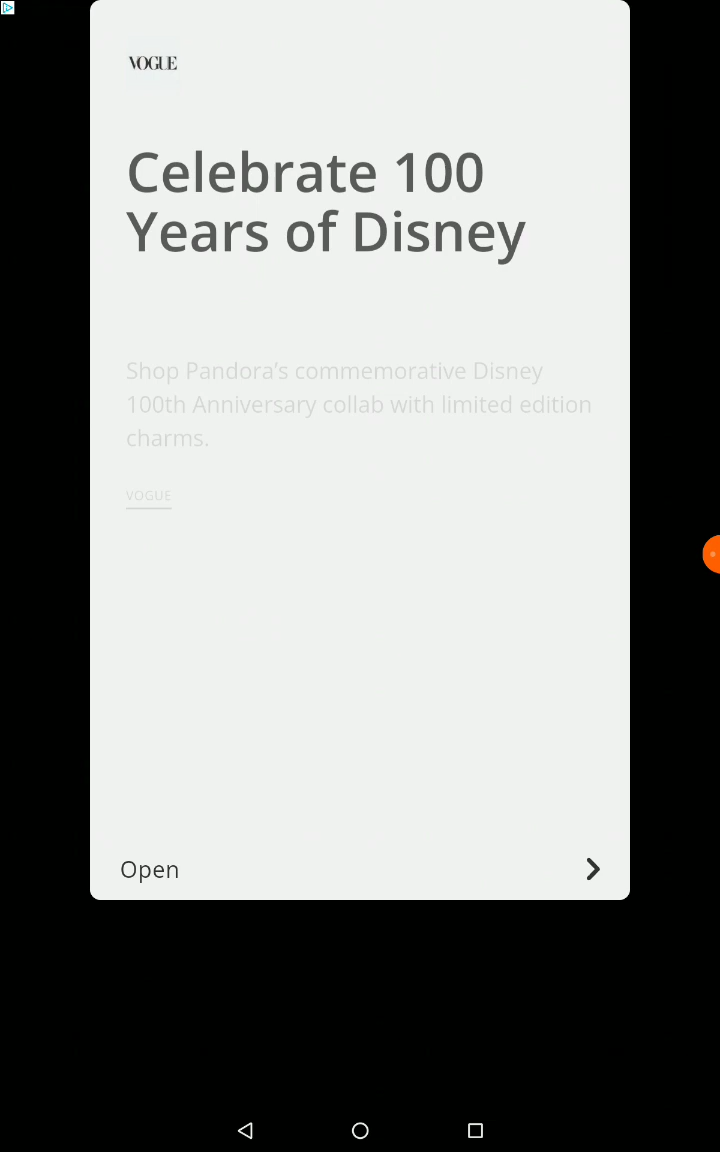 VOGUE
Celebrate 100
Years of Disney
Shop Pandora's commemorative Disney
100th Anniversary collab with limited edition
charms.
VOGUE
Open